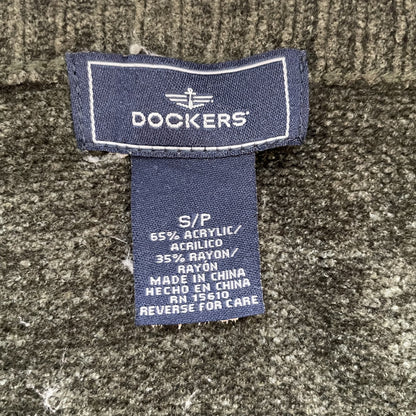 DOCKERS®
S/P
65% ACRYLIC/
ACRILICO
35% RAYON/
RAYÓN
MADE IN CHINA
HECHO EN CHINA
RN 15610
REVERSE FOR CARE